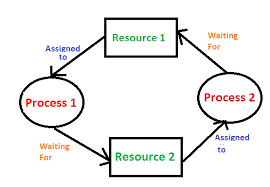 Resource 1
Assigned
to
Waiting
For
Process 1
Process 2
Waiting
For
Resource 2
Assigned
to